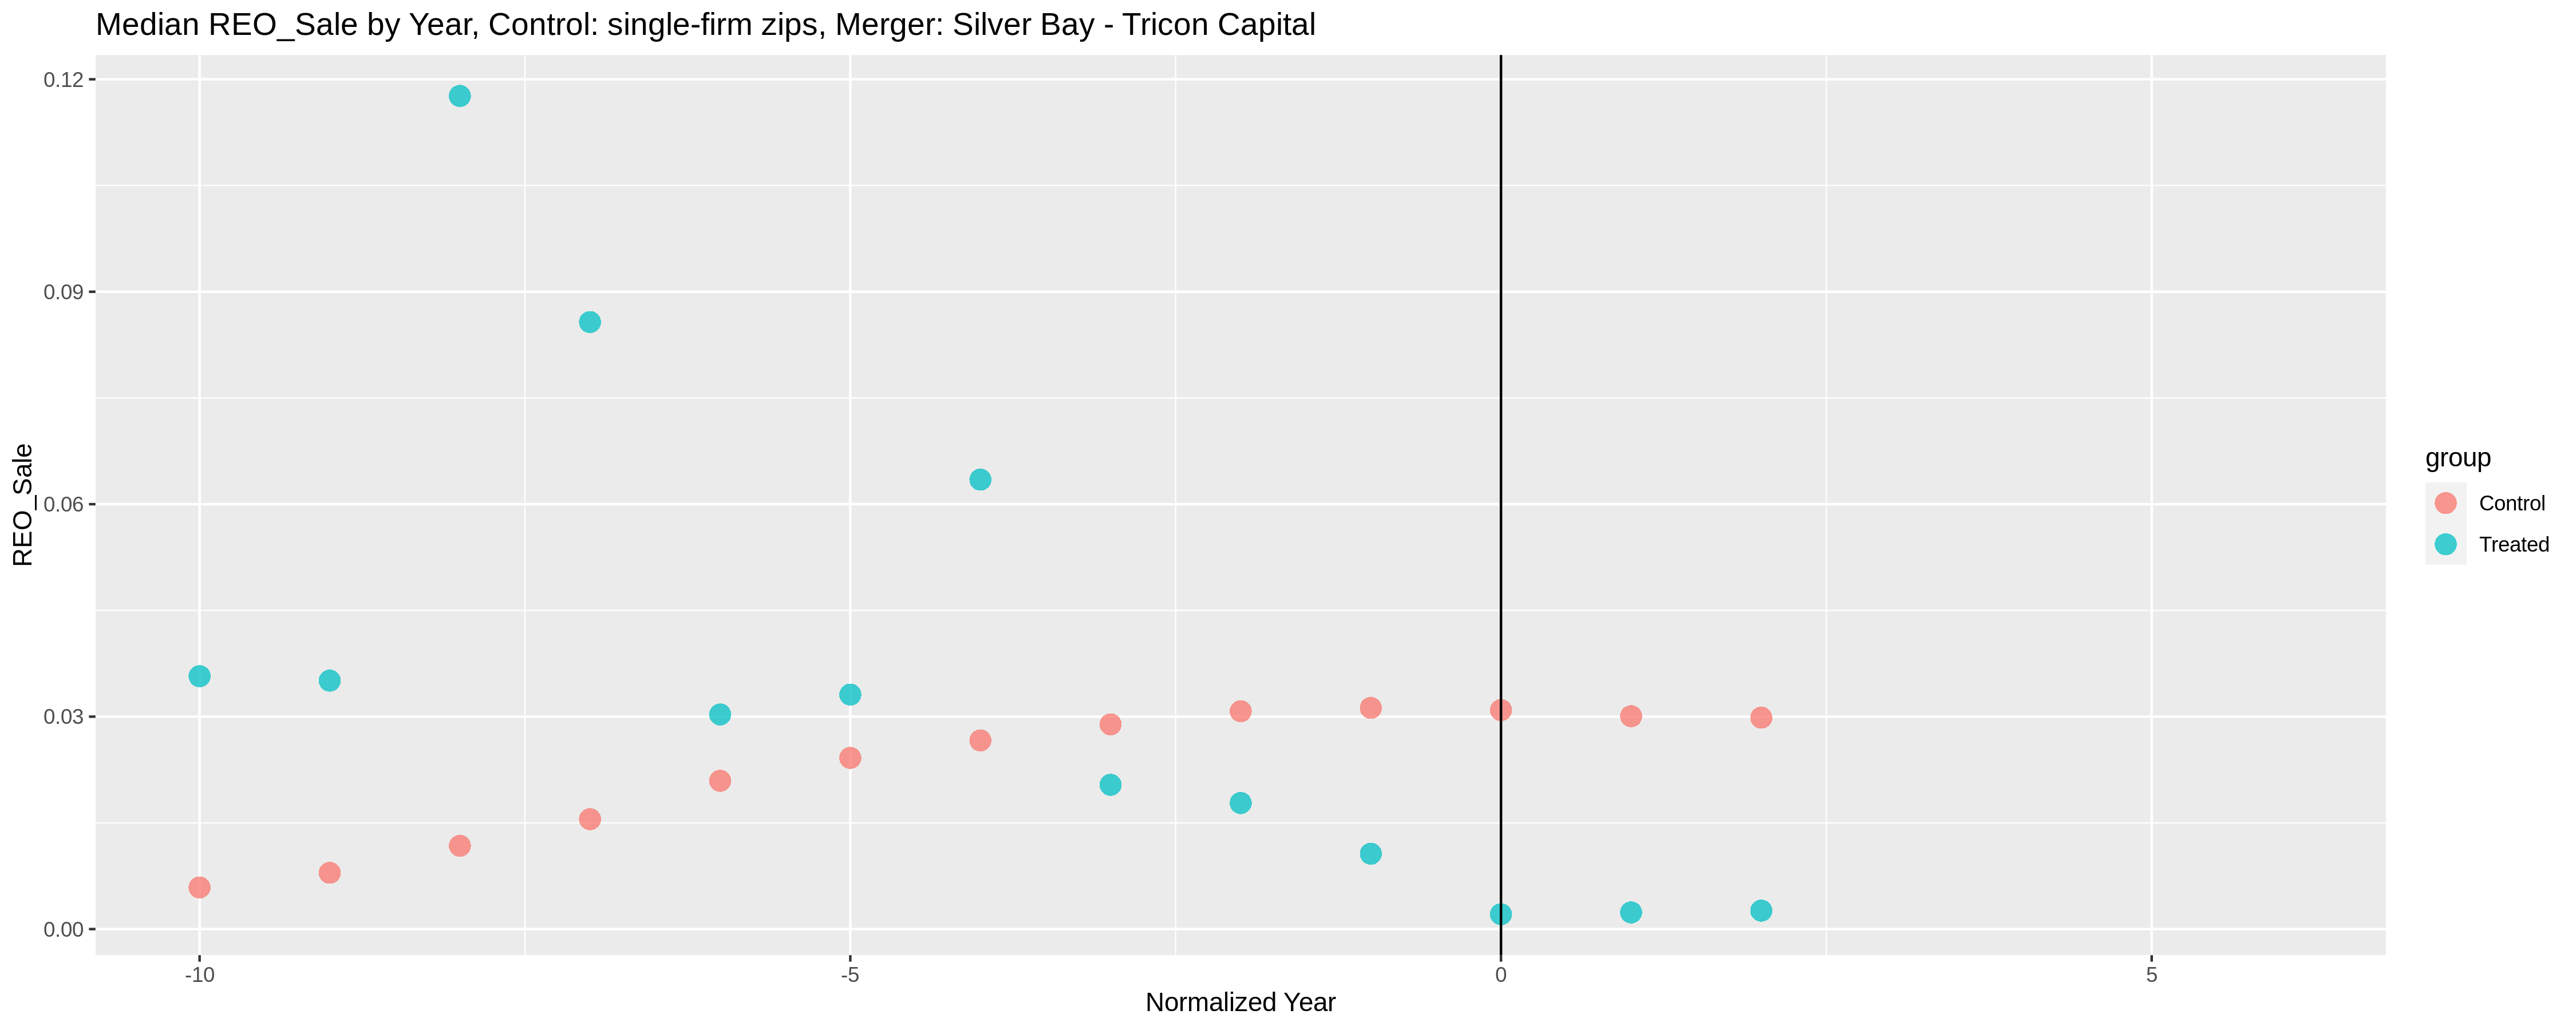 Median REO_Sale by Year, Control: single-firm zips, Merger: Silver Bay - Tricon Capital
0.12
0.09
0.06
0.03
0.00
REO_Sale
-10
-5
0
5
Normalized Year
group
Control
Treated